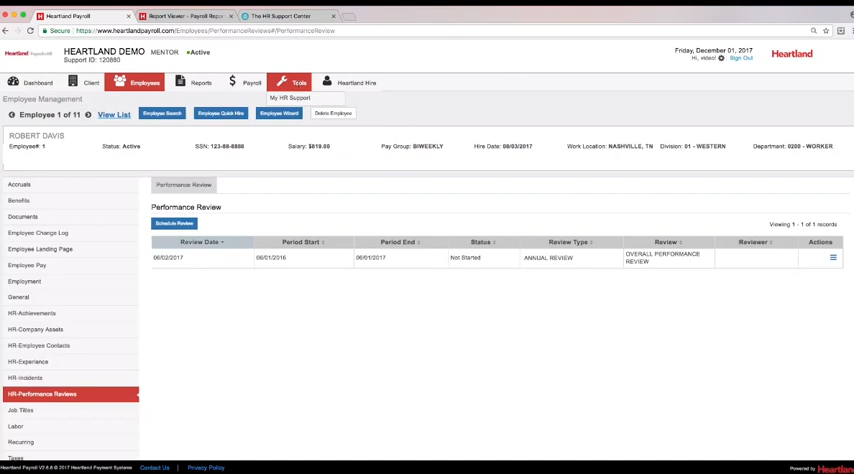 Heartland Payroll
Report Viewer - Payroll Repor
The HR Support Center
Secure
https://www.heartlandpayroll.com/Employees/PerformanceReviews#/PerformanceReview
Heartland Payroll+HR
HEARTLAND DEMO MENTOR Active
Support ID: 120880
Friday, December 01, 2017
Hi, video! Sign Out
Heartland
Dashboard Client Employees Reports Payroll Tools Heartland Hire
My HR Support
Employee Management
Employee 1 of 11 View List Employee Search Employee Quick Hire Employee Wizard Delete Employee
ROBERT DAVIS
Employee#: 1 Status: Active SSN: 123-88-8888 Salary: $819.00 Pay Group: BIWEEKLY Hire Date: 08/03/2017 Work Location: NASHVILLE, TN Division: 01 - WESTERN Department: 0200 - WORKER
Accruals
Benefits
Documents
Employee Change Log
Employee Landing Page
Employee Pay
Employment
General
HR-Achievements
HR-Company Assets
HR-Employee Contacts
HR-Experience
HR-Incidents
HR-Performance Reviews
Job Titles
Labor
Recurring
Taxes
Performance Review
Performance Review
Schedule Review
Viewing 1 - 1 of 1 records
Review Date Period Start Period End Status Review Type Review Reviewer Actions
06/02/2017 06/01/2016 06/01/2017 Not Started ANNUAL REVIEW OVERALL PERFORMANCE
REVIEW
Heartland Payroll V2.6.6 © 2017 Heartland Payment Systems Contact Us | Privacy Policy
Powered by Heartland